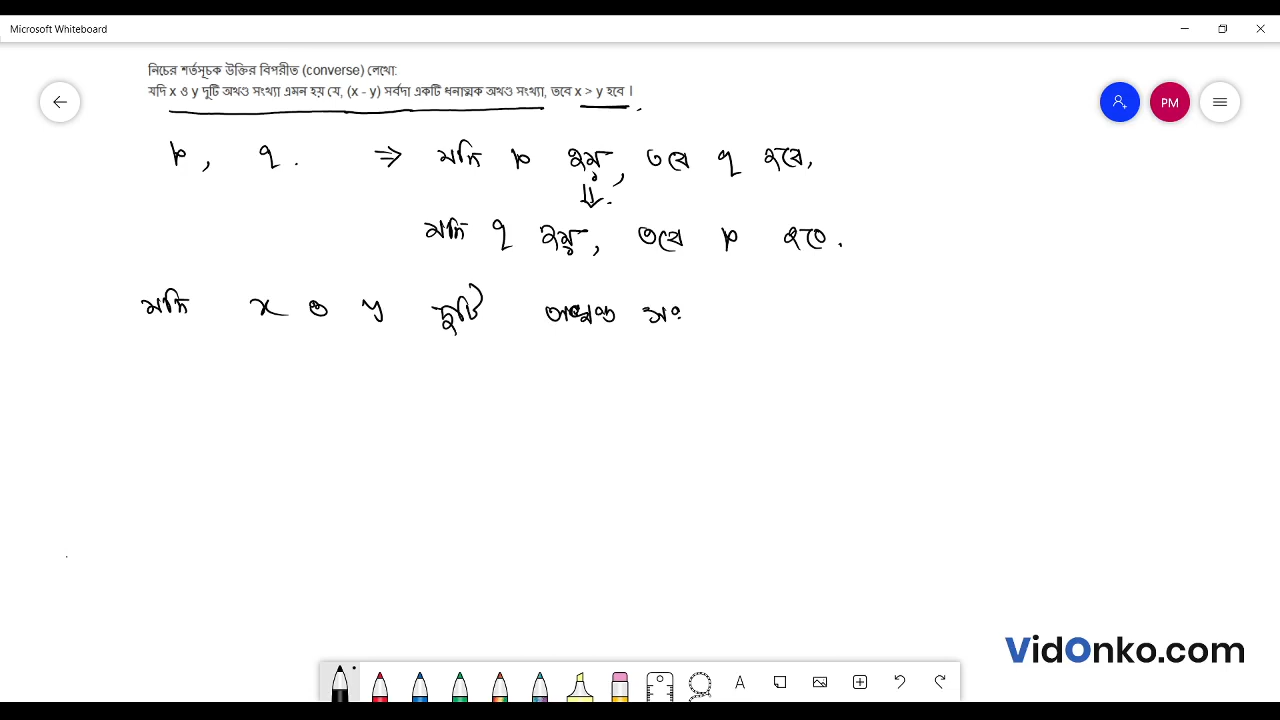 Microsoft Whiteboard
নিচের শর্তসূচক উক্তির বিপরীত (converse) লেখো:
যদি x ও y দুটি অখণ্ড সংখ্যা এমন হয় যে, (x - y) সর্বদা একটি ধনাত্মক অখণ্ড সংখ্যা, তবে x > y হবে।
PM
p, q. ⇒ যদি p হয়, তবে q হবে,
⇓.
যদি q হয়, তবে p হবে.
যদি x ও y দুটি অখণ্ড সং
VidOnko.com
A